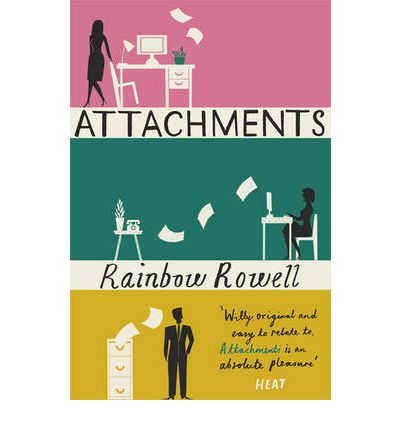 ATTACHMENTS
Rainbow Rowell
'Witty, original and
easy to relate to.
Attachments is an
absolute pleasure'
HEAT